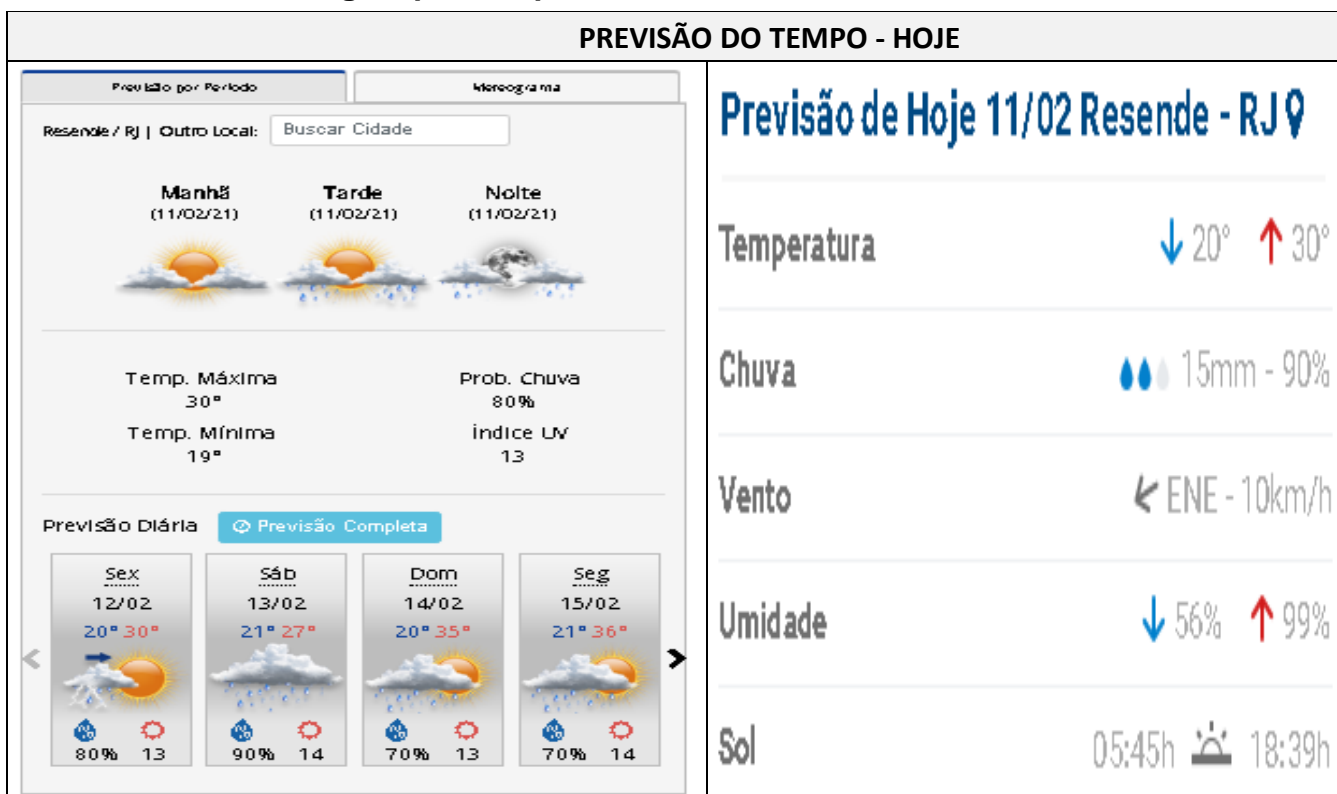 PREVISÃO DO TEMPO - HOJE
Previsão por Período
Meteograma
Resende / RJ | Outro Local: Buscar Cidade
Manhã Tarde Noite
(11/02/21) (11/02/21) (11/02/21)
Temp. Máxima Prob. Chuva
30° 80%
Temp. Mínima Índice UV
19° 13
Previsão Diária Previsão Completa
Sex Sáb Dom Seg
12/02 13/02 14/02 15/02
20° 30° 21° 27° 20° 35° 21° 36°
80% 13 90% 14 70% 13 70% 14
Previsão de Hoje 11/02 Resende - RJ
Temperatura 20° 30°
Chuva 15mm - 90%
Vento ENE - 10km/h
Umidade 56% 99%
Sol 05:45h 18:39h